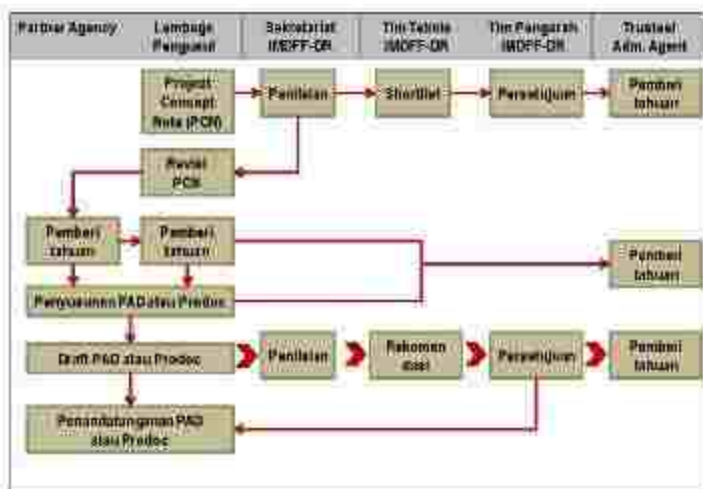 Partner Agency
Lembaga
Pengusul
Sekretariat
IMDFF-DR
Tim Teknis
IMDFF-DR
Tim Pengarah
IMDFF-DR
Trustee/
Adm. Agent
Project
Concept
Note (PCN)
Penilaian
Shortlist
Persetujuan
Pemberi
tahuan
Revisi
PCN
Pemberi
tahuan
Pemberi
tahuan
Pemberi
tahuan
Penyusunan PAD atau Prodoc
Draft PAD atau Prodoc
Penilaian
Rekomen
dasi
Persetujuan
Pemberi
tahuan
Penandatanganan PAD
atau Prodoc